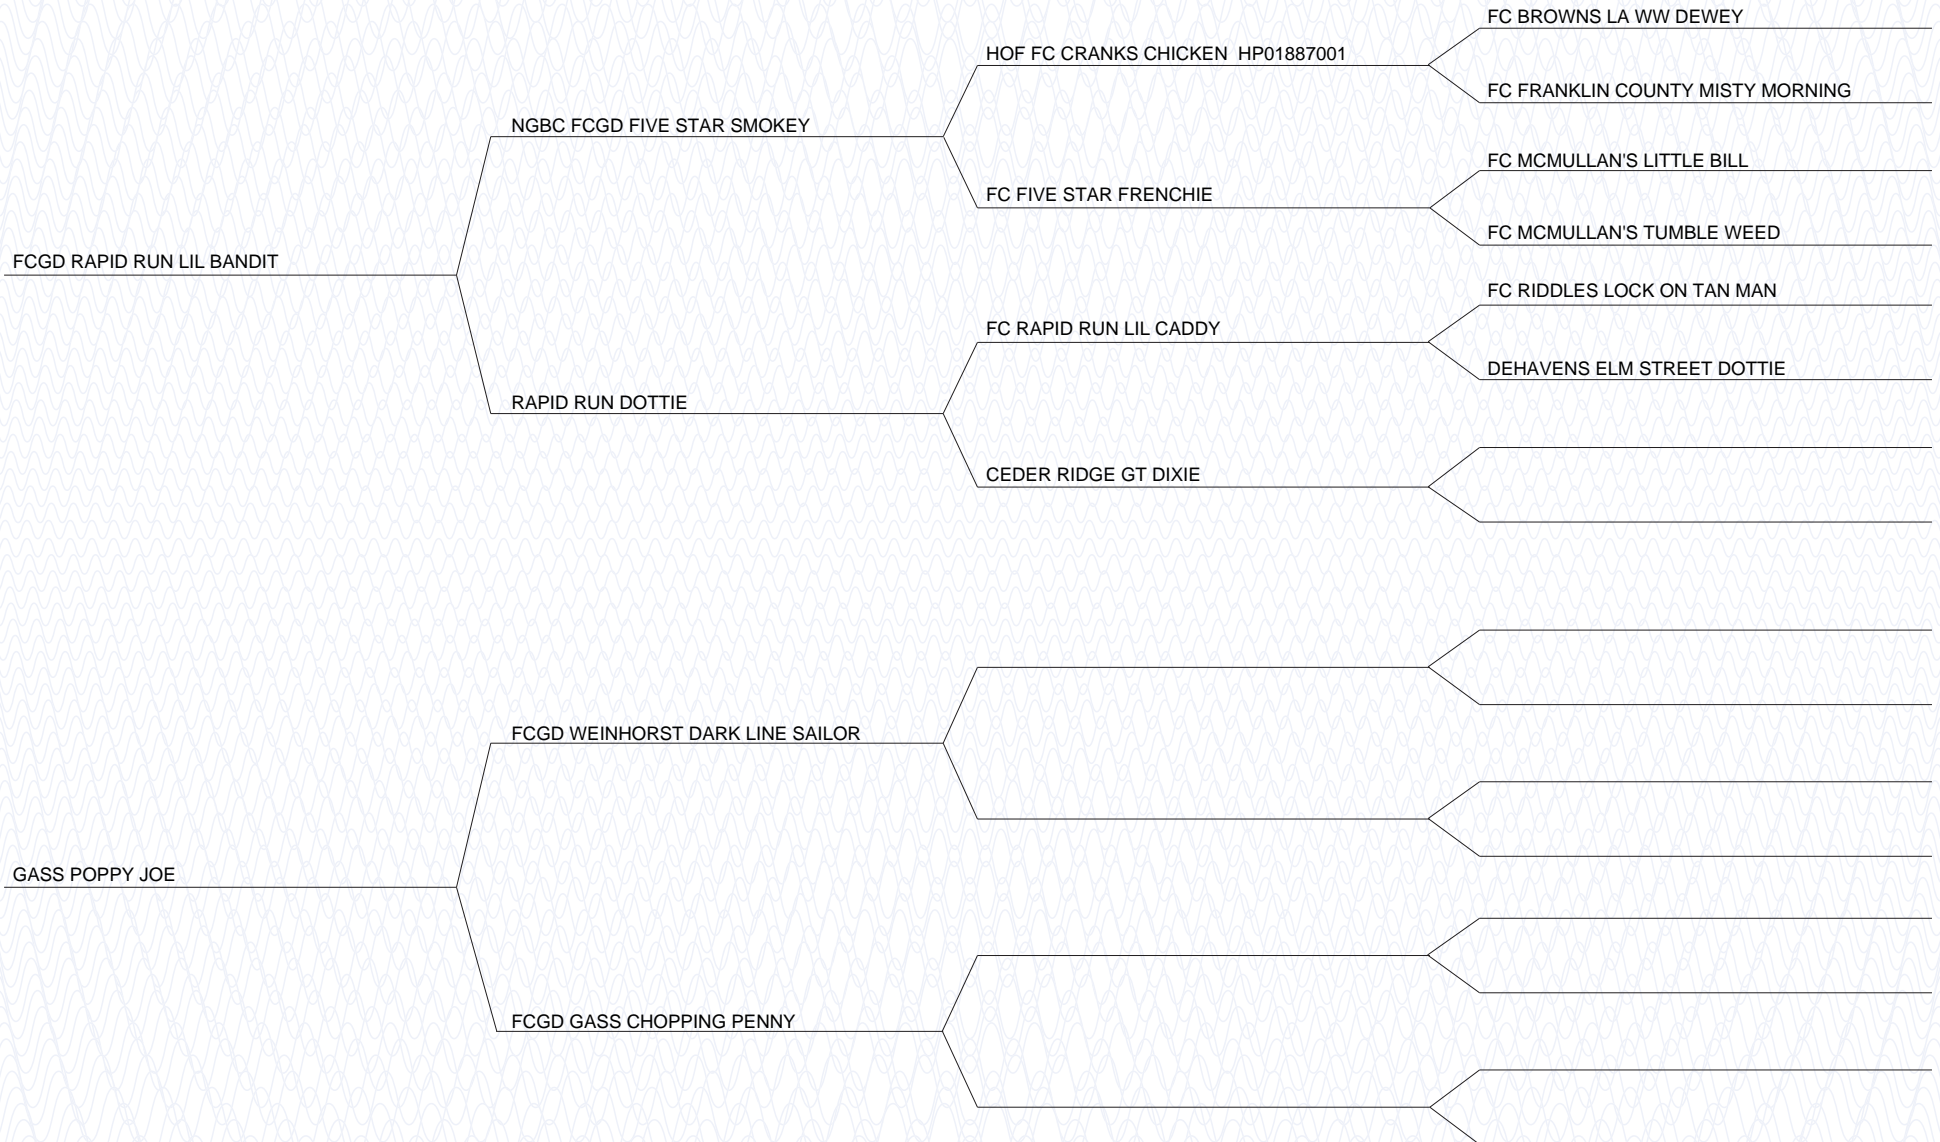 FC BROWNS LA WW DEWEY
HOF FC CRANKS CHICKEN  HP01887001
FC FRANKLIN COUNTY MISTY MORNING
NGBC FCGD FIVE STAR SMOKEY
FC MCMULLAN'S LITTLE BILL
FC FIVE STAR FRENCHIE
FC MCMULLAN'S TUMBLE WEED
FCGD RAPID RUN LIL BANDIT
FC RIDDLES LOCK ON TAN MAN
FC RAPID RUN LIL CADDY
DEHAVENS ELM STREET DOTTIE
RAPID RUN DOTTIE
CEDER RIDGE GT DIXIE
FCGD WEINHORST DARK LINE SAILOR
GASS POPPY JOE
FCGD GASS CHOPPING PENNY